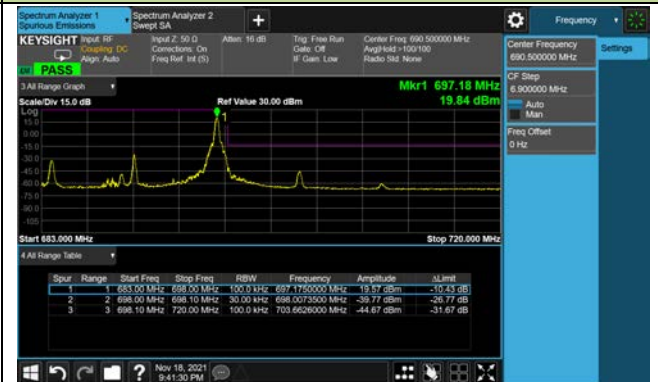 Spectrum Analyzer 1
Spurious Emissions
Spectrum Analyzer 2
Swept SA
Frequency
KEYSIGHT
Input: RF
Coupling: DC
Align: Auto
Input Z: 50 Ω
Corrections: On
Freq Ref: Int (S)
Atten: 16 dB
Trig: Free Run
Gate: Off
IF Gain: Low
Center Freq: 690.500000 MHz
Avg|Hold:>100/100
Radio Std: None
PASS
Center Frequency
690.500000 MHz
Settings
CF Step
6.900000 MHz
Auto
Man
Freq Offset
0 Hz
3 All Range Graph
Mkr1 697.18 MHz
19.84 dBm
Scale/Div 15.0 dB
Ref Value 30.00 dBm
Log
15.0
0.00
-15.0
-30.0
-45.0
-60.0
-75.0
-90.0
-105
1
Start 683.000 MHz
Stop 720.000 MHz
4 All Range Table
Spur Range Start Freq Stop Freq RBW Frequency Amplitude ΔLimit
1 1 683.00 MHz 698.00 MHz 100.0 kHz 697.1750000 MHz 19.57 dBm -10.43 dB
2 2 698.00 MHz 698.10 MHz 30.00 kHz 698.0073500 MHz -39.77 dBm -26.77 dB
3 3 698.10 MHz 720.00 MHz 100.0 kHz 703.6626000 MHz -44.67 dBm -31.67 dB
Nov 18, 2021
9:41:30 PM